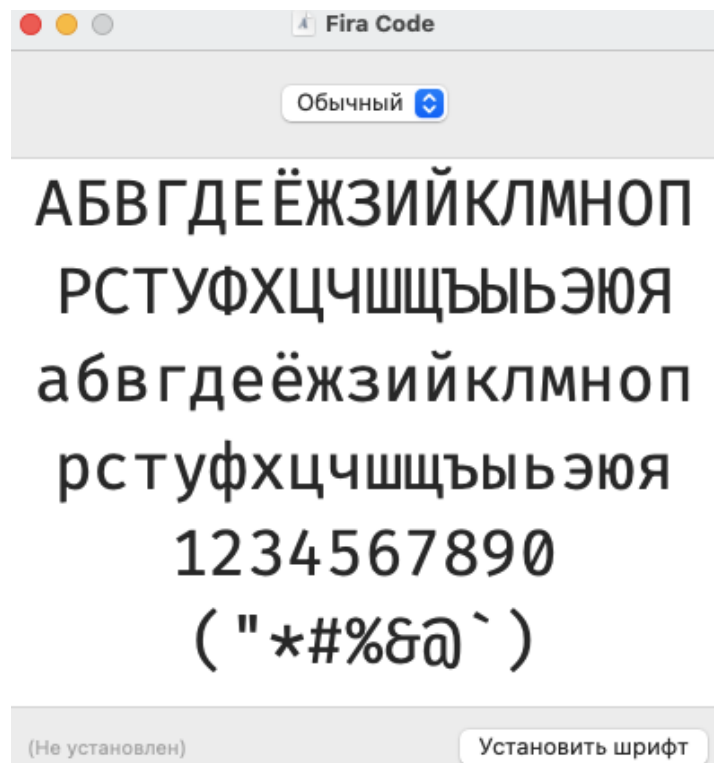 Fira Code
Обычный
АБВГДЕЁЖЗИЙКЛМНОП
РСТУФХЦЧШЩЪЫЬЭЮЯ
абвгдеёжзийклмноп
рстуфхцчшщъыьэюя
1234567890
("*#%&@`)
(Не установлен)
Установить шрифт